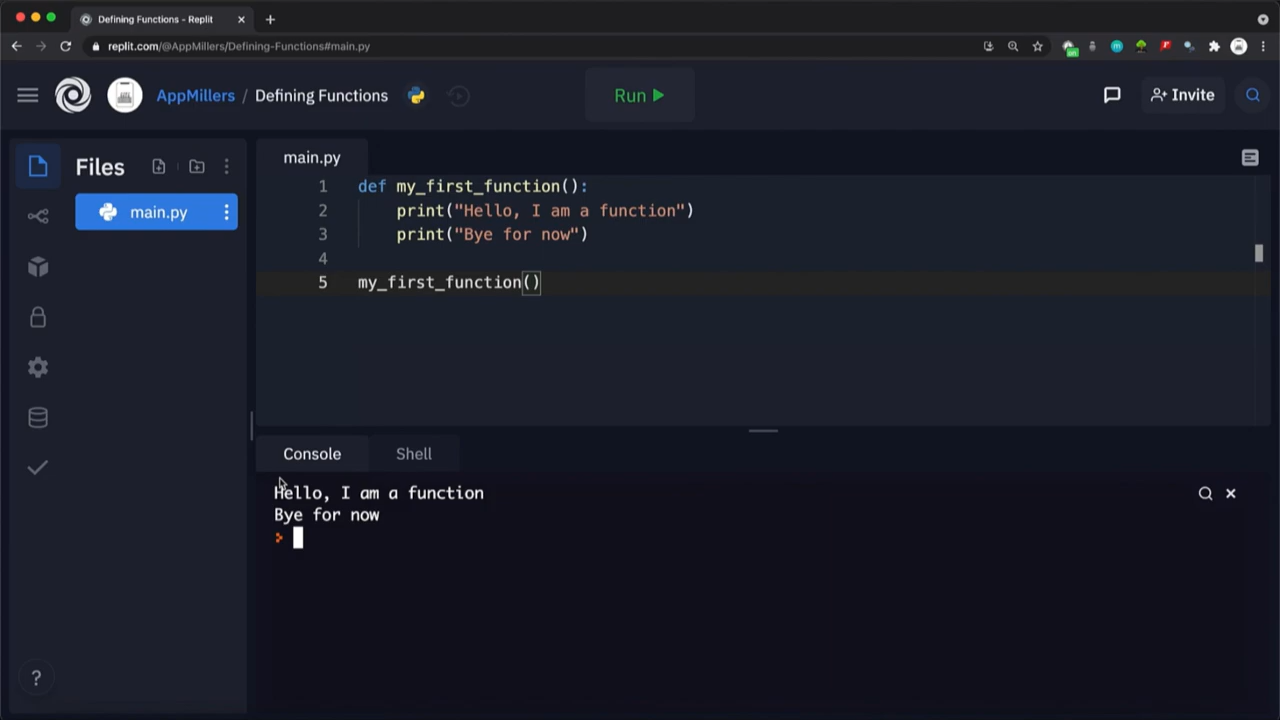 Defining Functions - Replit
replit.com/@AppMillers/Defining-Functions#main.py
AppMillers / Defining Functions
Run
Invite
Files
main.py
main.py
1 def my_first_function():
2 print("Hello, I am a function")
3 print("Bye for now")
4
5 my_first_function()
Console
Shell
Hello, I am a function
Bye for now
>
?